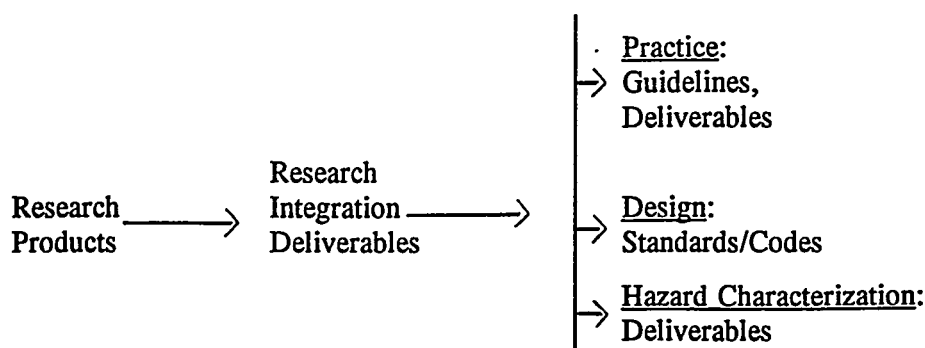 Research
Products
Research
Integration
Deliverables
Practice:
Guidelines,
Deliverables
Design:
Standards/Codes
Hazard Characterization:
Deliverables